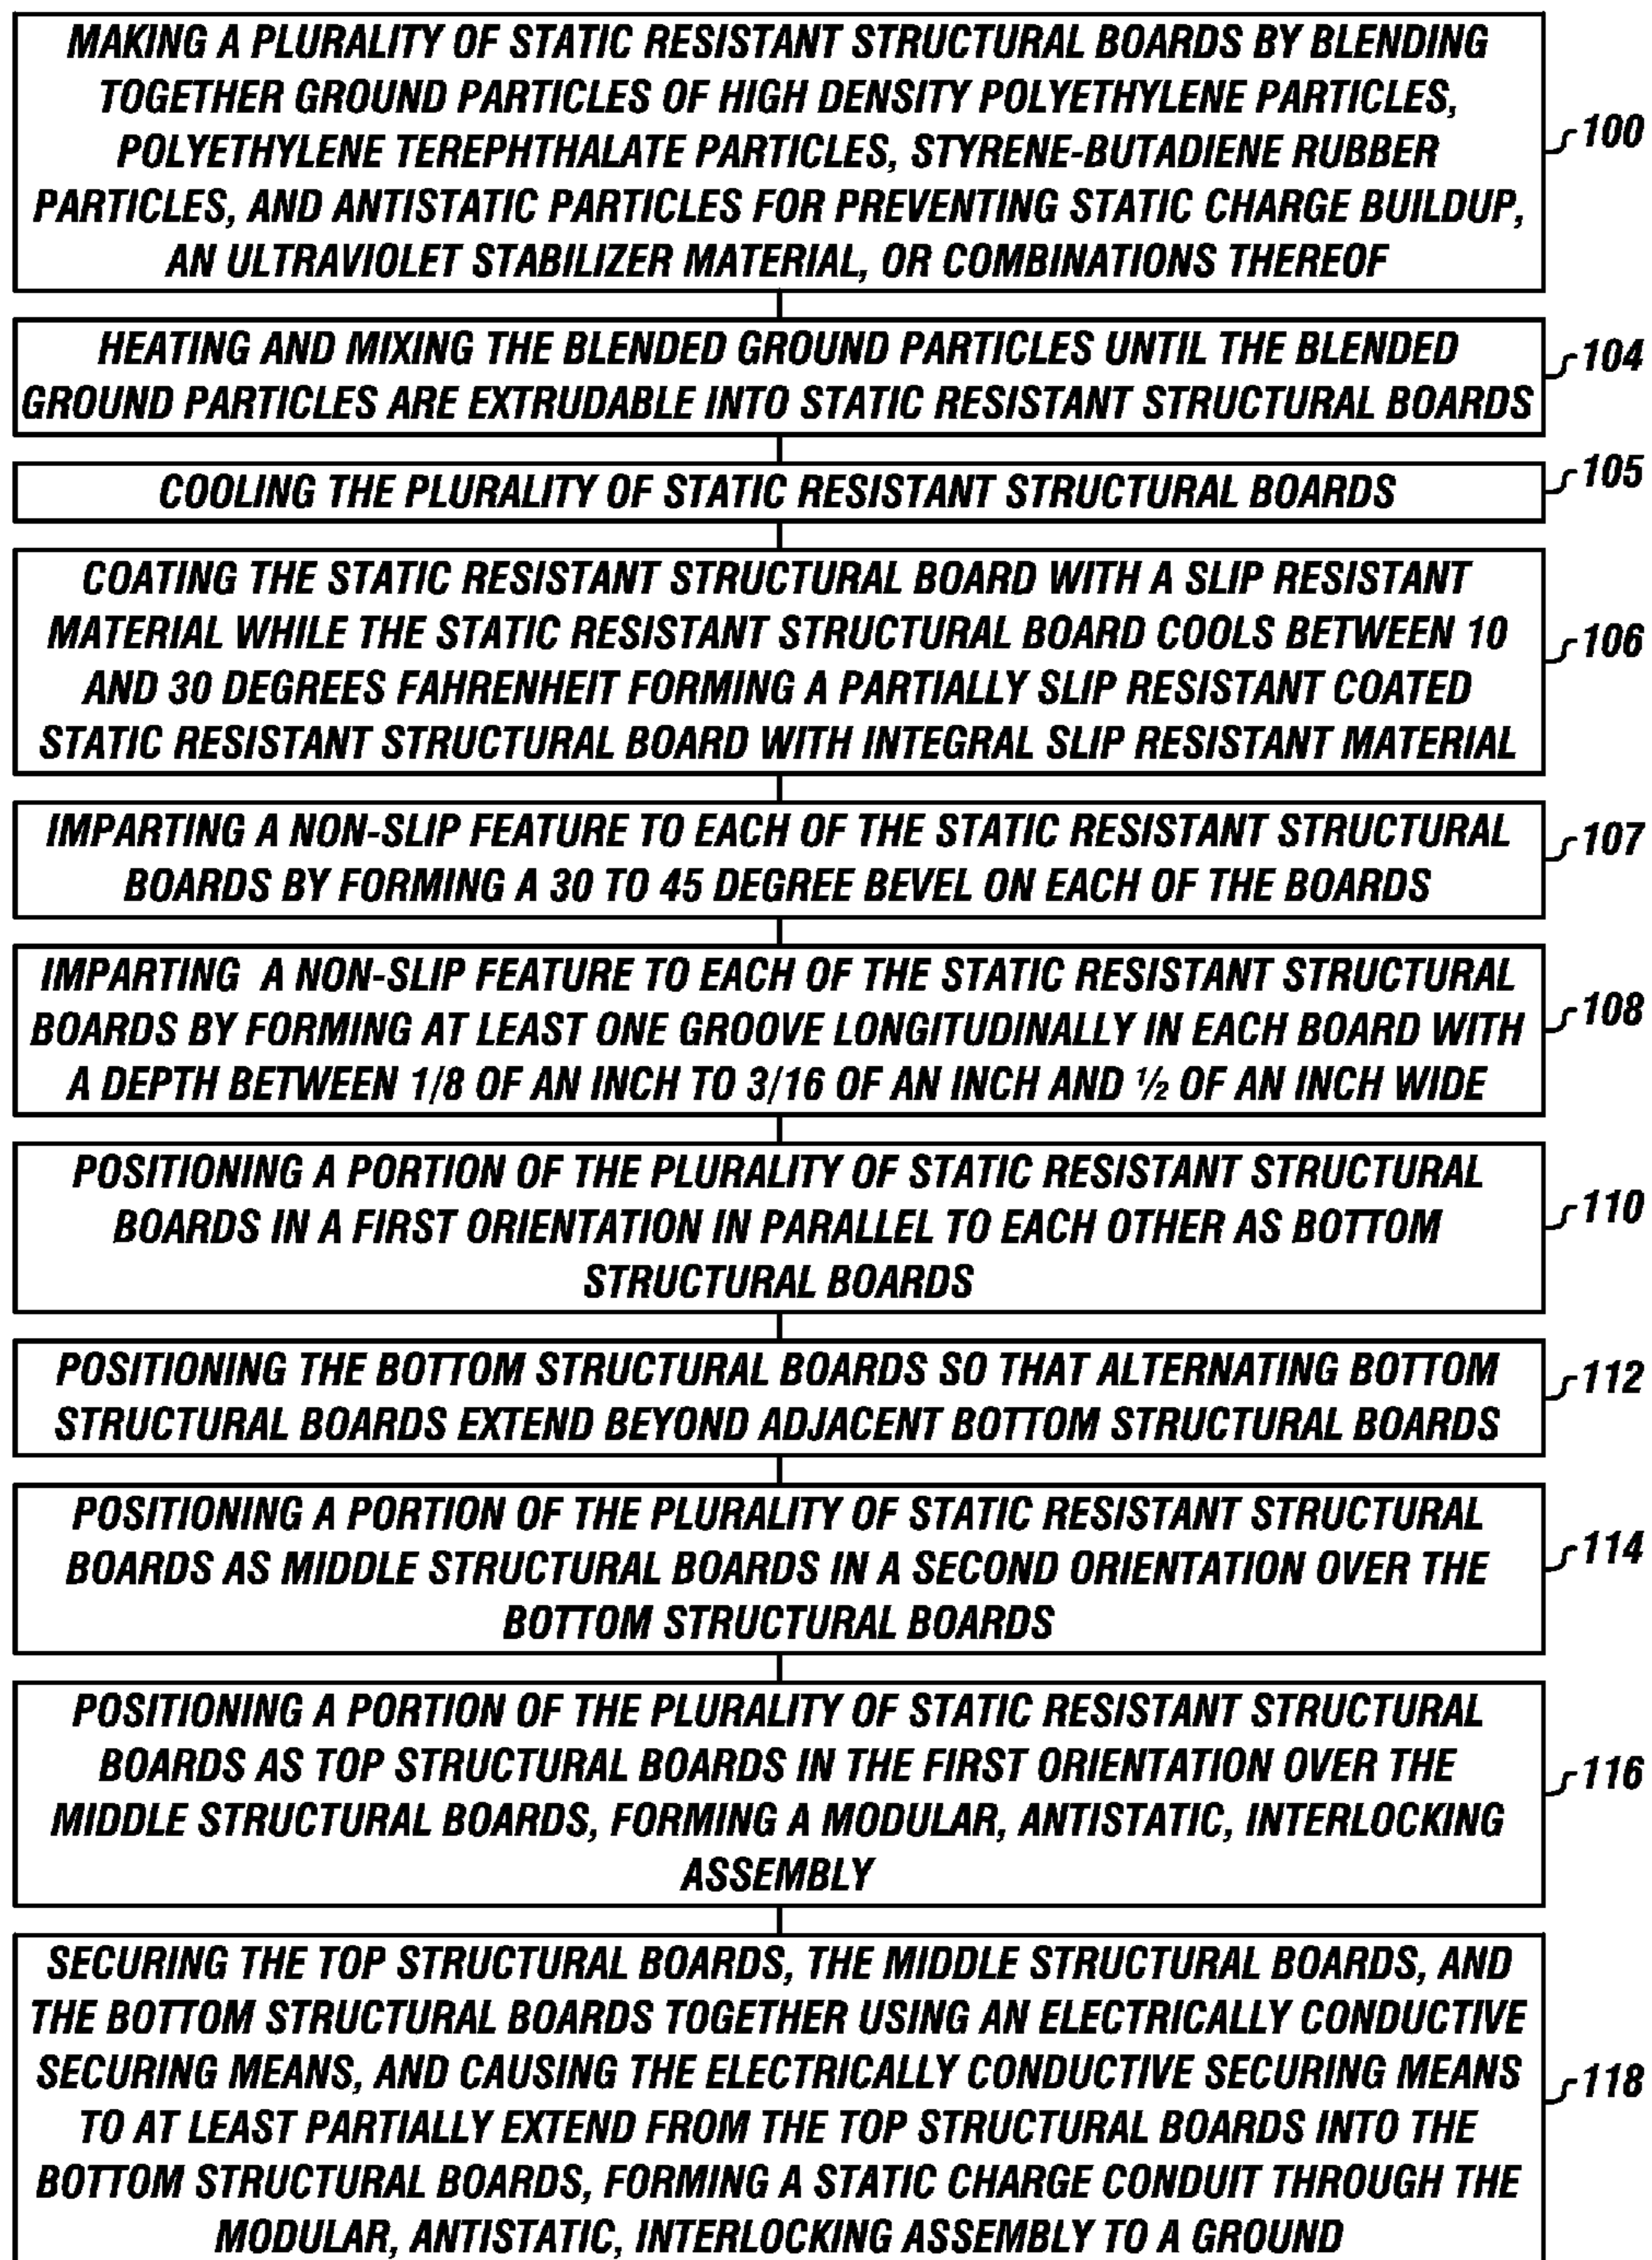 MAKING A PLURALITY OF STATIC RESISTANT STRUCTURAL BOARDS BY BLENDING
TOGETHER GROUND PARTICLES OF HIGH DENSITY POLYETHYLENE PARTICLES,
POLYETHYLENE TEREPHTHALATE PARTICLES, STYRENE-BUTADIENE RUBBER
PARTICLES, AND ANTISTATIC PARTICLES FOR PREVENTING STATIC CHARGE BUILDUP,
AN ULTRAVIOLET STABILIZER MATERIAL, OR COMBINATIONS THEREOF
100
HEATING AND MIXING THE BLENDED GROUND PARTICLES UNTIL THE BLENDED
GROUND PARTICLES ARE EXTRUDABLE INTO STATIC RESISTANT STRUCTURAL BOARDS
104
COOLING THE PLURALITY OF STATIC RESISTANT STRUCTURAL BOARDS
105
COATING THE STATIC RESISTANT STRUCTURAL BOARD WITH A SLIP RESISTANT
MATERIAL WHILE THE STATIC RESISTANT STRUCTURAL BOARD COOLS BETWEEN 10
AND 30 DEGREES FAHRENHEIT FORMING A PARTIALLY SLIP RESISTANT COATED
STATIC RESISTANT STRUCTURAL BOARD WITH INTEGRAL SLIP RESISTANT MATERIAL
106
IMPARTING A NON-SLIP FEATURE TO EACH OF THE STATIC RESISTANT STRUCTURAL
BOARDS BY FORMING A 30 TO 45 DEGREE BEVEL ON EACH OF THE BOARDS
107
IMPARTING A NON-SLIP FEATURE TO EACH OF THE STATIC RESISTANT STRUCTURAL
BOARDS BY FORMING AT LEAST ONE GROOVE LONGITUDINALLY IN EACH BOARD WITH
A DEPTH BETWEEN 1/8 OF AN INCH TO 3/16 OF AN INCH AND ½ OF AN INCH WIDE
108
POSITIONING A PORTION OF THE PLURALITY OF STATIC RESISTANT STRUCTURAL
BOARDS IN A FIRST ORIENTATION IN PARALLEL TO EACH OTHER AS BOTTOM
STRUCTURAL BOARDS
110
POSITIONING THE BOTTOM STRUCTURAL BOARDS SO THAT ALTERNATING BOTTOM
STRUCTURAL BOARDS EXTEND BEYOND ADJACENT BOTTOM STRUCTURAL BOARDS
112
POSITIONING A PORTION OF THE PLURALITY OF STATIC RESISTANT STRUCTURAL
BOARDS AS MIDDLE STRUCTURAL BOARDS IN A SECOND ORIENTATION OVER THE
BOTTOM STRUCTURAL BOARDS
114
POSITIONING A PORTION OF THE PLURALITY OF STATIC RESISTANT STRUCTURAL
BOARDS AS TOP STRUCTURAL BOARDS IN THE FIRST ORIENTATION OVER THE
MIDDLE STRUCTURAL BOARDS, FORMING A MODULAR, ANTISTATIC, INTERLOCKING
ASSEMBLY
116
SECURING THE TOP STRUCTURAL BOARDS, THE MIDDLE STRUCTURAL BOARDS, AND
THE BOTTOM STRUCTURAL BOARDS TOGETHER USING AN ELECTRICALLY CONDUCTIVE
SECURING MEANS, AND CAUSING THE ELECTRICALLY CONDUCTIVE SECURING MEANS
TO AT LEAST PARTIALLY EXTEND FROM THE TOP STRUCTURAL BOARDS INTO THE
BOTTOM STRUCTURAL BOARDS, FORMING A STATIC CHARGE CONDUIT THROUGH THE
MODULAR, ANTISTATIC, INTERLOCKING ASSEMBLY TO A GROUND
118